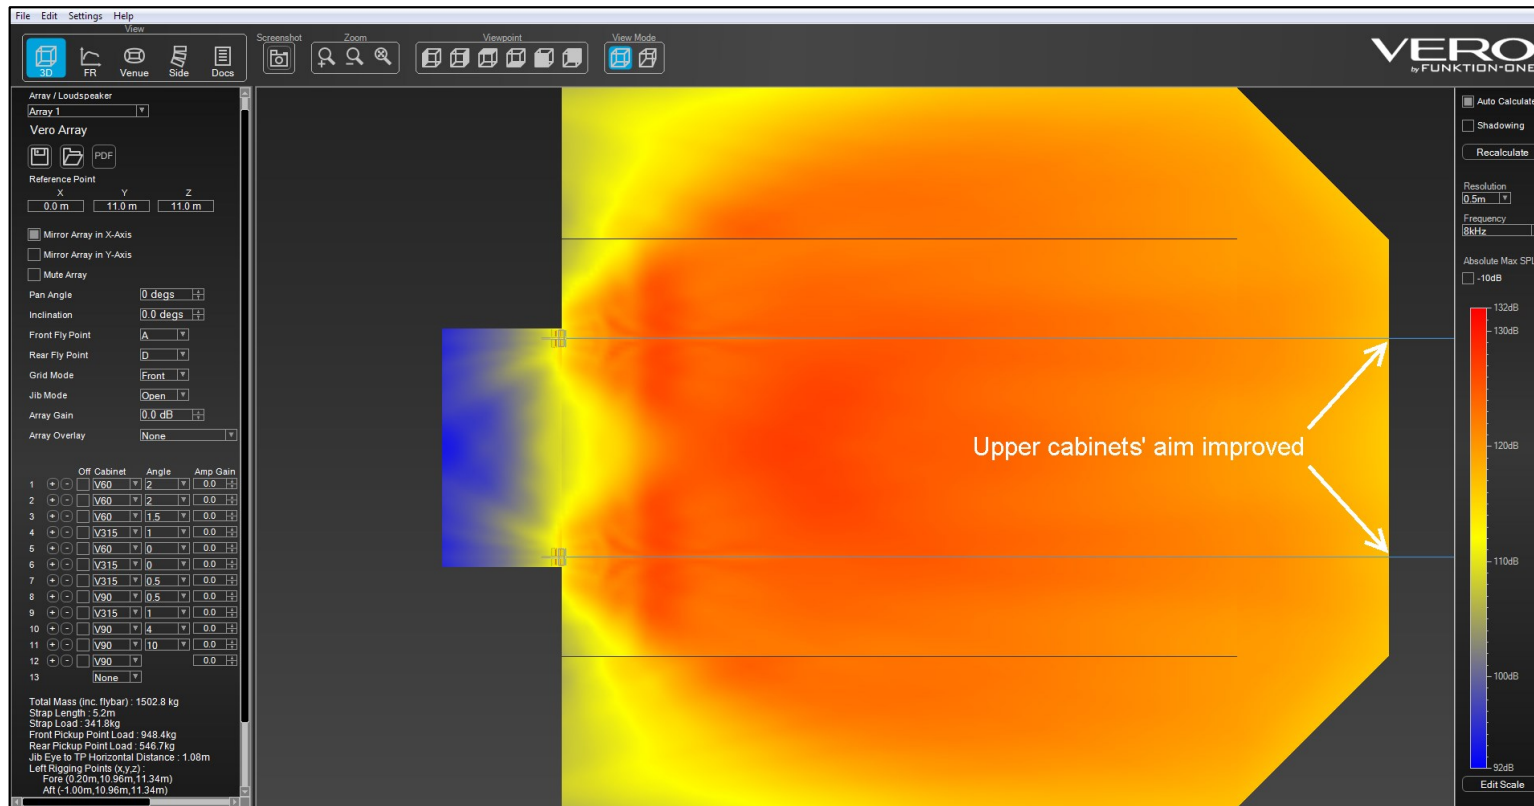 File Edit Settings Help
View
Screenshot
Zoom
Viewpoint
View Mode
3D FR Venue Side Docs
VERO
by FUNKTION-ONE
Array / Loudspeaker
Array 1
Vero Array
PDF
Reference Point
X Y Z
0.0 m 11.0 m 11.0 m
Mirror Array in X-Axis
Mirror Array in Y-Axis
Mute Array
Pan Angle 0 degs
Inclination 0.0 degs
Front Fly Point A
Rear Fly Point D
Grid Mode Front
Jib Mode Open
Array Gain 0.0 dB
Array Overlay None
Off Cabinet Angle Amp Gain
1 + - V60 2 0.0
2 + - V60 2 0.0
3 + - V60 1.5 0.0
4 + - V315 1 0.0
5 + - V60 0 0.0
6 + - V315 0 0.0
7 + - V315 0.5 0.0
8 + - V90 0.5 0.0
9 + - V315 1 0.0
10 + - V90 4 0.0
11 + - V90 10 0.0
12 + - V90 0.0
13 None
Total Mass (inc. flybar) : 1502.8 kg
Strap Length : 5.2m
Strap Load : 341.8kg
Front Pickup Point Load : 948.4kg
Rear Pickup Point Load : 546.7kg
Jib Eye to TP Horizontal Distance : 1.08m
Left Rigging Points (x,y,z) :
Fore (0.20m,10.96m,11.34m)
Aft (-1.00m,10.96m,11.34m)
Upper cabinets' aim improved
Auto Calculate
Shadowing
Recalculate
Resolution
0.5m
Frequency
8kHz
Absolute Max SPL
-10dB
132dB
130dB
120dB
110dB
100dB
92dB
Edit Scale